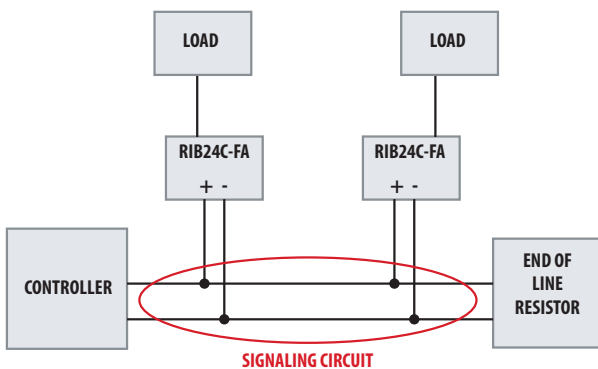 LOAD
LOAD
RIB24C-FA
+ -
RIB24C-FA
+ -
CONTROLLER
END OF
LINE
RESISTOR
SIGNALING CIRCUIT